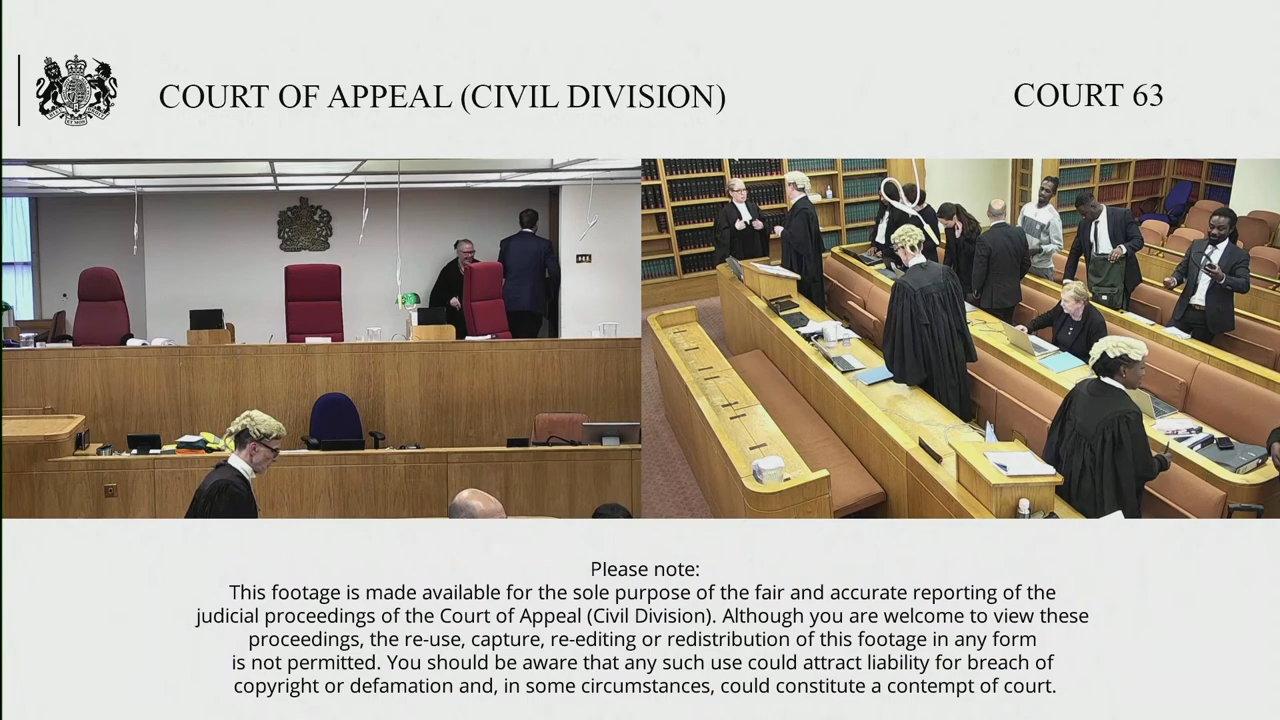 COURT OF APPEAL (CIVIL DIVISION)
COURT 63
Please note:
This footage is made available for the sole purpose of the fair and accurate reporting of the
judicial proceedings of the Court of Appeal (Civil Division). Although you are welcome to view these
proceedings, the re-use, capture, re-editing or redistribution of this footage in any form
is not permitted. You should be aware that any such use could attract liability for breach of
copyright or defamation and, in some circumstances, could constitute a contempt of court.